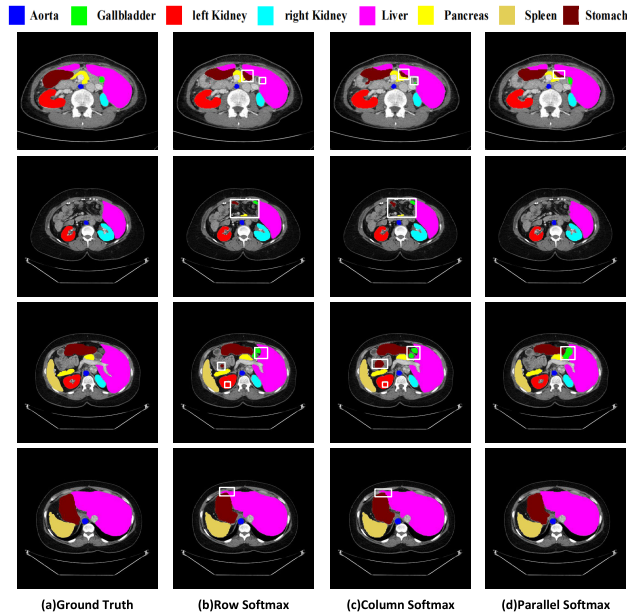 Aorta Gallbladder left Kidney right Kidney Liver Pancreas Spleen Stomach
(a)Ground Truth (b)Row Softmax (c)Column Softmax (d)Parallel Softmax